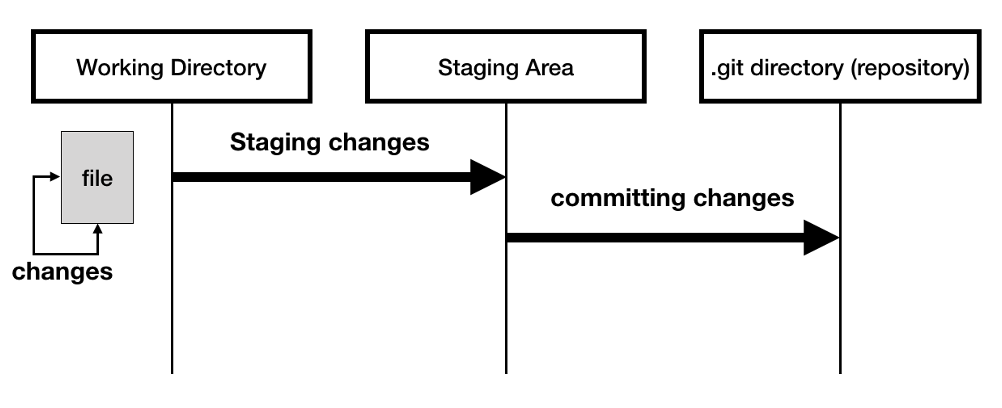 Working Directory
Staging Area
.git directory (repository)
Staging changes
file
committing changes
changes